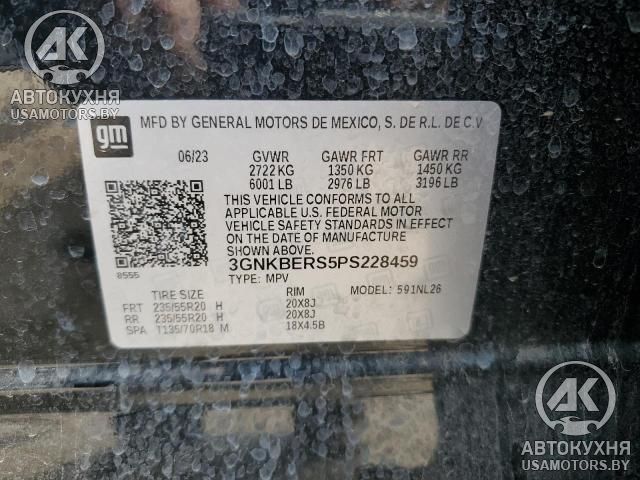 АК
АВТОКУХНЯ
USAMOTORS.BY
gm
MFD BY GENERAL MOTORS DE MEXICO, S. DE R.L. DE C.V
06/23 GVWR GAWR FRT GAWR RR
2722 KG 1350 KG 1450 KG
6001 LB 2976 LB 3196 LB
THIS VEHICLE CONFORMS TO ALL
APPLICABLE U.S. FEDERAL MOTOR
VEHICLE SAFETY STANDARDS IN EFFECT
ON THE DATE OF MANUFACTURE
SHOWN ABOVE.
8555
3GNKBERS5PS228459
TYPE: MPV MODEL: 591NL26
TIRE SIZE RIM
FRT 235/55R20 H 20X8J
RR 235/55R20 H 20X8J
SPA T135/70R18 M 18X4.5B
АК
АВТОКУХНЯ
USAMOTORS.BY